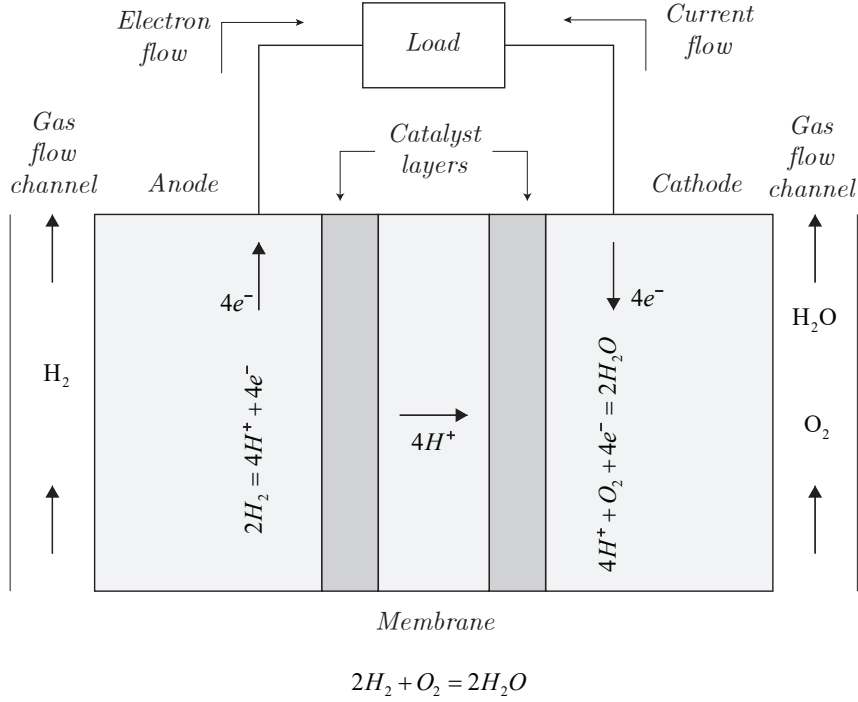 Electron
flow
Load
Current
flow
Gas
flow
channel
Anode
Catalyst
layers
Cathode
Gas
flow
channel
4e⁻
4e⁻
H₂
2H₂ = 4H⁺ + 4e⁻
4H⁺
4H⁺ + O₂ + 4e⁻ = 2H₂O
H₂O
O₂
Membrane
2H₂ + O₂ = 2H₂O